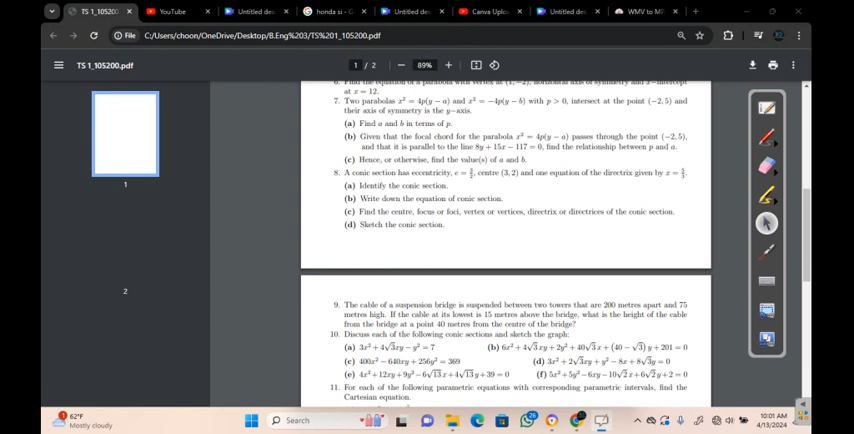 TS 1_105200
YouTube
Untitled des
honda si - G
Untitled des
Canva Uplo
Untitled des
WMV to MP
File
C:/Users/choon/OneDrive/Desktop/B.Eng%203/TS%201_105200.pdf
TS 1_105200.pdf
1 / 2
89%
1
2
6. Find the equation of a parabola with vertex at (4, −2), horizontal axis of symmetry and x−intercept
at x = 12.
7. Two parabolas x² = 4p(y − a) and x² = −4p(y − b) with p > 0, intersect at the point (−2, 5) and
their axis of symmetry is the y−axis.
(a) Find a and b in terms of p.
(b) Given that the focal chord for the parabola x² = 4p(y − a) passes through the point (−2, 5),
and that it is parallel to the line 8y + 15x − 117 = 0, find the relationship between p and a.
(c) Hence, or otherwise, find the value(s) of a and b.
8. A conic section has eccentricity, e = 3/2, centre (3, 2) and one equation of the directrix given by x = 5/3.
(a) Identify the conic section.
(b) Write down the equation of conic section.
(c) Find the centre, focus or foci, vertex or vertices, directrix or directrices of the conic section.
(d) Sketch the conic section.
9. The cable of a suspension bridge is suspended between two towers that are 200 metres apart and 75
metres high. If the cable at its lowest is 15 metres above the bridge, what is the height of the cable
from the bridge at a point 40 metres from the centre of the bridge?
10. Discuss each of the following conic sections and sketch the graph:
(a) 3x² + 4√3xy − y² = 7 (b) 6x² + 4√3xy + 2y² + 40√3x + (40 − √3)y + 201 = 0
(c) 400x² − 640xy + 256y² = 369 (d) 3x² + 2√3xy + y² − 8x + 8√3y = 0
(e) 4x² + 12xy + 9y² − 6√13x + 4√13y + 39 = 0 (f) 5x² + 5y² − 6xy − 10√2x + 6√2y + 2 = 0
11. For each of the following parametric equations with corresponding parametric intervals, find the
Cartesian equation.
1
62°F
Mostly cloudy
Search
26
10:01 AM
4/13/2024